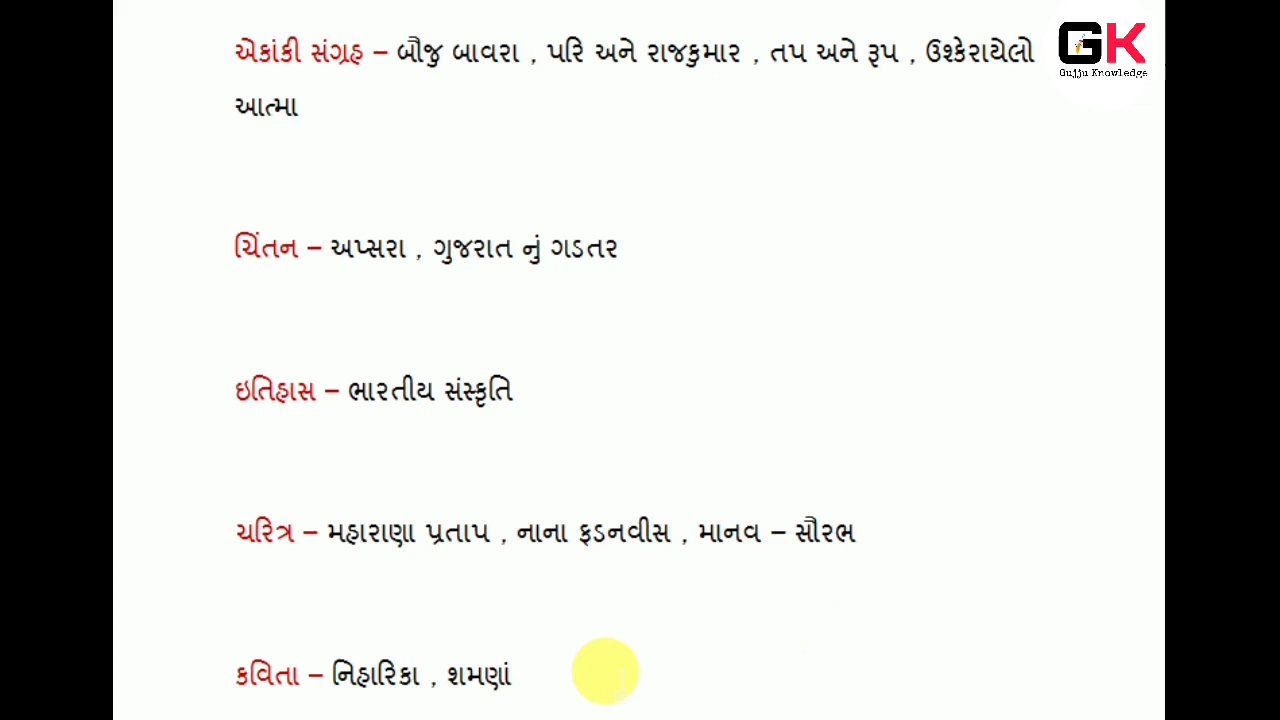 એકાંકી સંગ્રહ – બૌજુ બાવરા , પરિ અને રાજકુમાર , તપ અને રૂપ , ઉશ્કેરાયેલો
આત્મા
GK
Gujju Knowledge
ચિંતન – અપ્સરા , ગુજરાત નું ગડતર
ઇતિહાસ – ભારતીય સંસ્કૃતિ
ચરિત્ર – મહારાણા પ્રતાપ , નાના ફડનવીસ , માનવ – સૌરભ
કવિતા – નિહારિકા , શમણાં